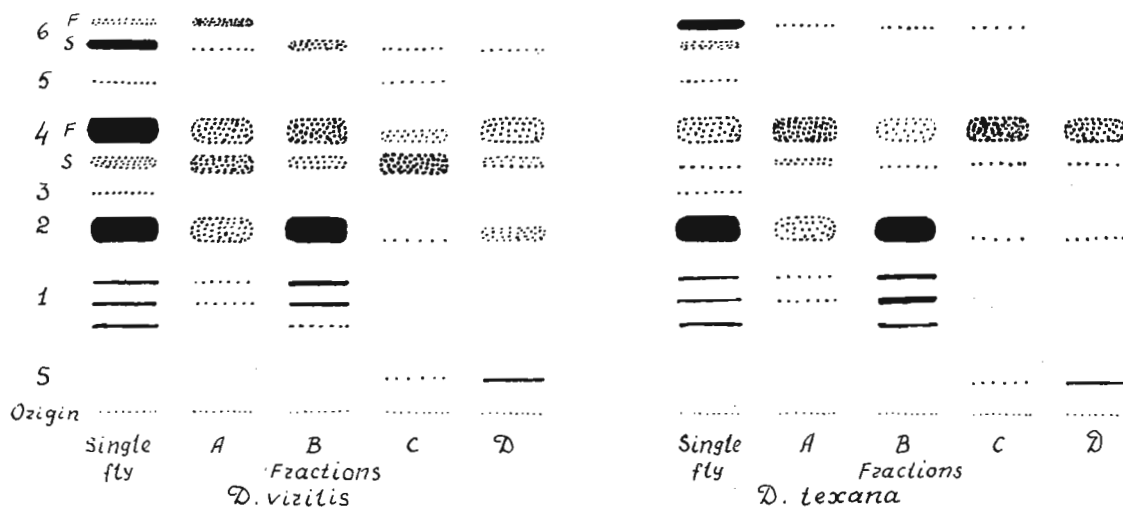 6 F
S
5
4 F
S
3
2
1
S
Origin
Single fly A B C D
Fractions
D. virilis
Single fly A B C D
Fractions
D. texana